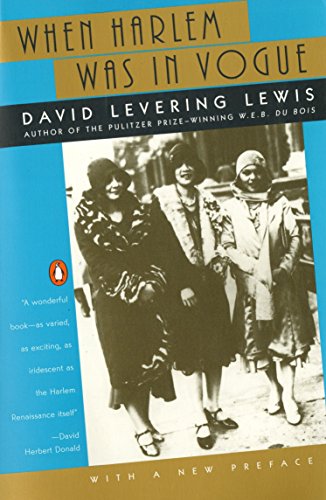 WHEN HARLEM
WAS IN VOGUE
DAVID LEVERING LEWIS
AUTHOR OF THE PULITZER PRIZE–WINNING W.E.B. DU BOIS
"A wonderful
book—as varied,
as exciting, as
iridescent as
the Harlem
Renaissance itself"
—David
Herbert Donald
WITH A NEW PREFACE